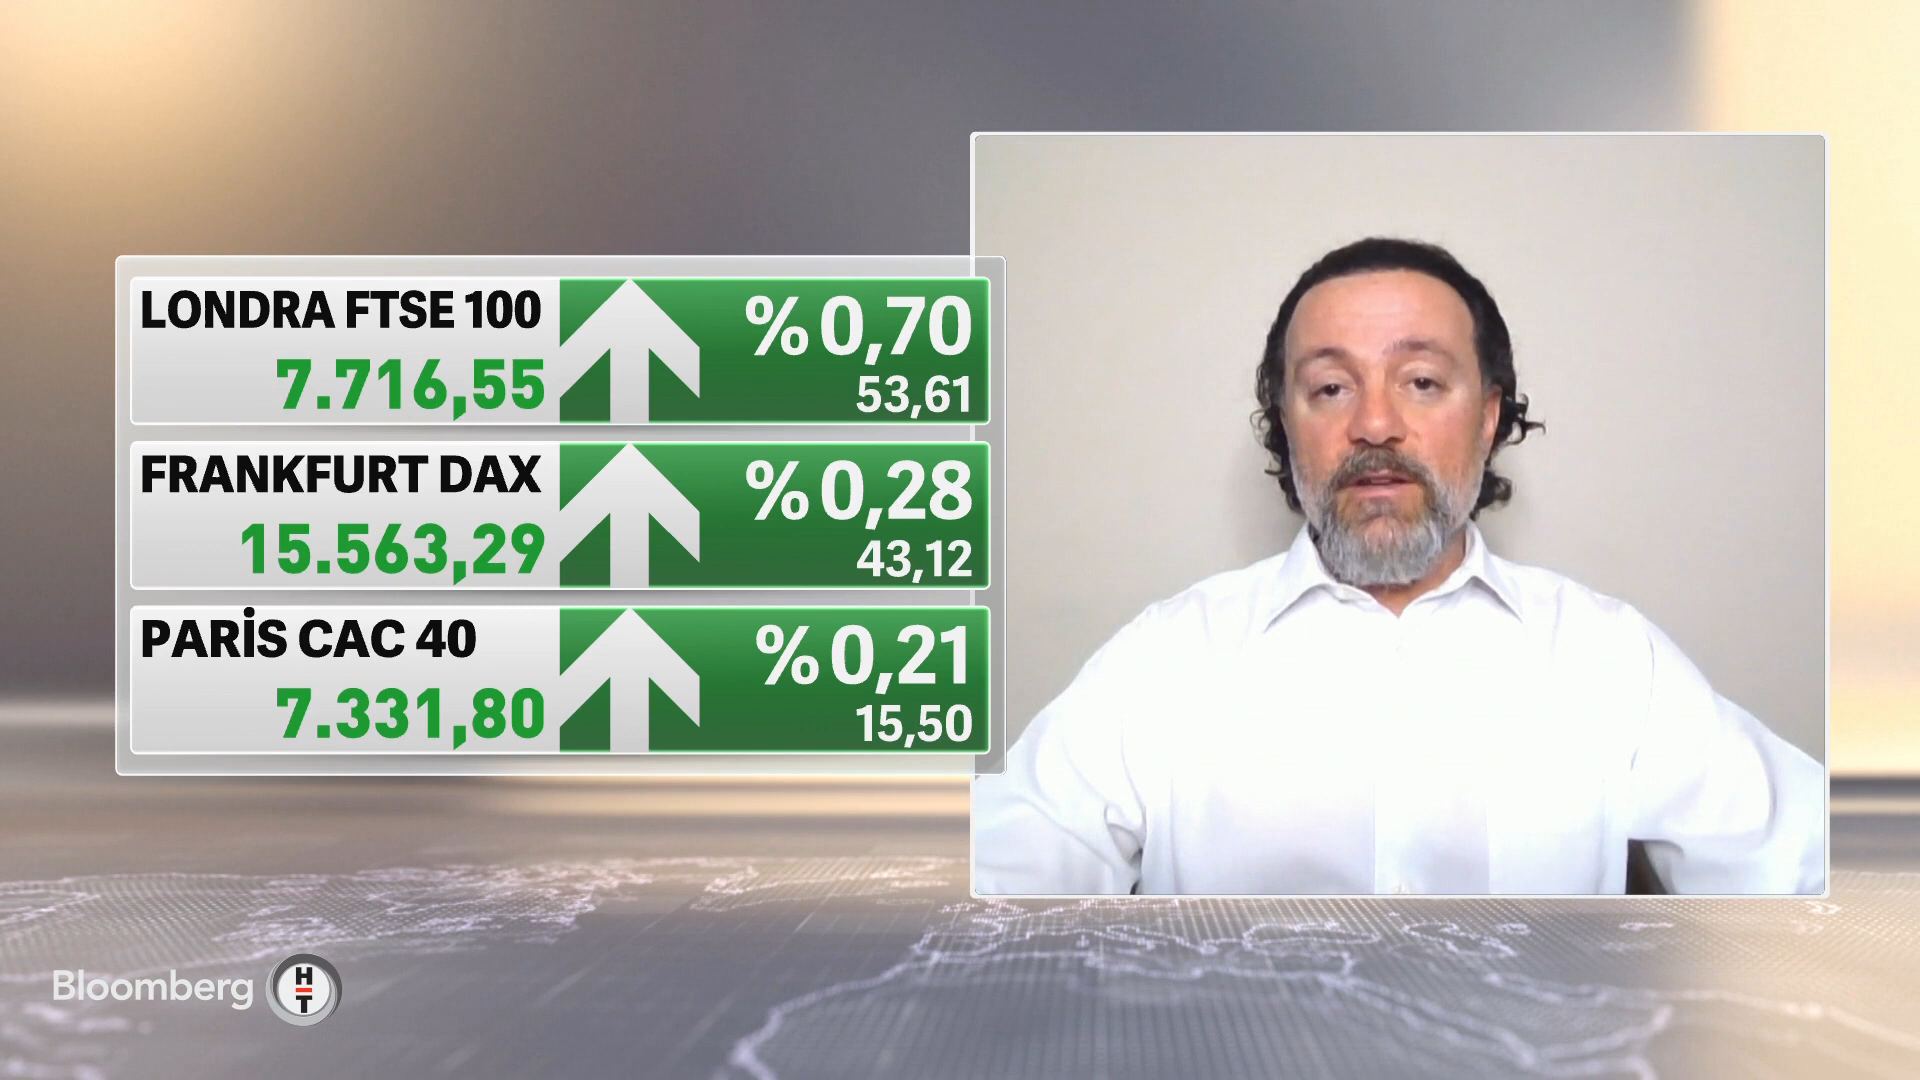 LONDRA FTSE 100
7.716,55
%0,70
53,61
FRANKFURT DAX
15.563,29
%0,28
43,12
PARİS CAC 40
7.331,80
%0,21
15,50
Bloomberg HT